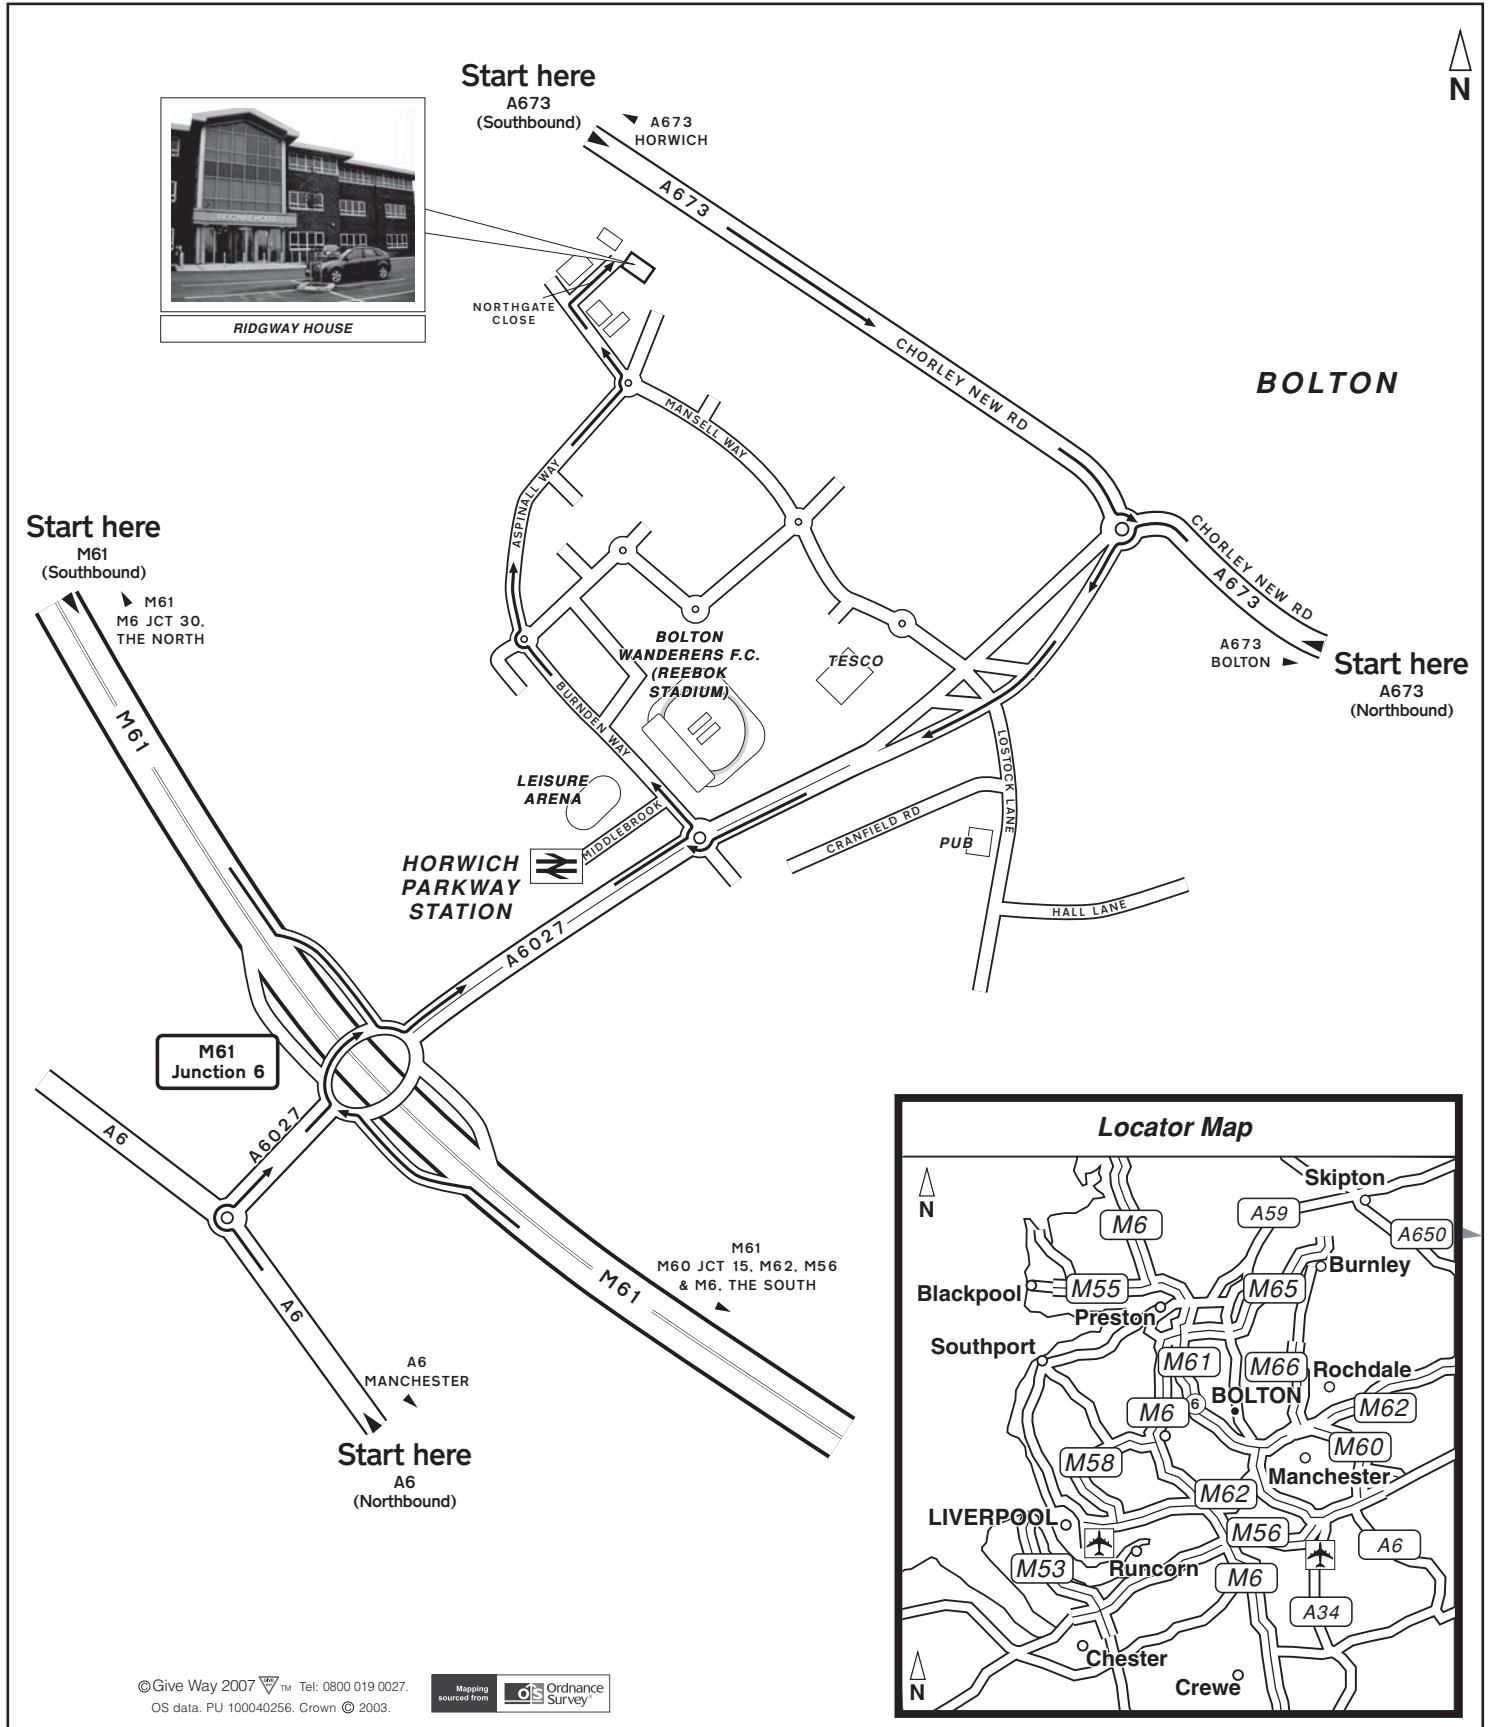 Start here
A673
(Southbound)
A673
HORWICH
N
A673
RIDGWAY HOUSE
RIDGWAY HOUSE
NORTHGATE
CLOSE
CHORLEY NEW RD
BOLTON
MANSELL WAY
ASPINALL WAY
Start here
M61
(Southbound)
M61
M6 JCT 30,
THE NORTH
CHORLEY NEW RD
A673
A673
BOLTON
Start here
A673
(Northbound)
BOLTON
WANDERERS F.C.
(REEBOK
STADIUM)
TESCO
BURNDEN WAY
M61
LOSTOCK LANE
LEISURE
ARENA
MIDDLEBROOK
CRANFIELD RD
PUB
HORWICH
PARKWAY
STATION
HALL LANE
A6027
M61
Junction 6
A6027
A6
A6
M61
M60 JCT 15, M62, M56
& M6, THE SOUTH
M61
A6
MANCHESTER
Start here
A6
(Northbound)
Locator Map
N
Skipton
M6
A59
A650
Burnley
Blackpool
M55
M65
Preston
Southport
M61
M66
Rochdale
BOLTON
6
M6
M62
M60
M58
Manchester
M62
LIVERPOOL
M56
A6
M53
Runcorn
M6
A34
Chester
Crewe
N
©Give Way 2007 GIVE WAY TM Tel: 0800 019 0027.
OS data. PU 100040256. Crown © 2003.
Mapping
sourced from
OS Ordnance
Survey®